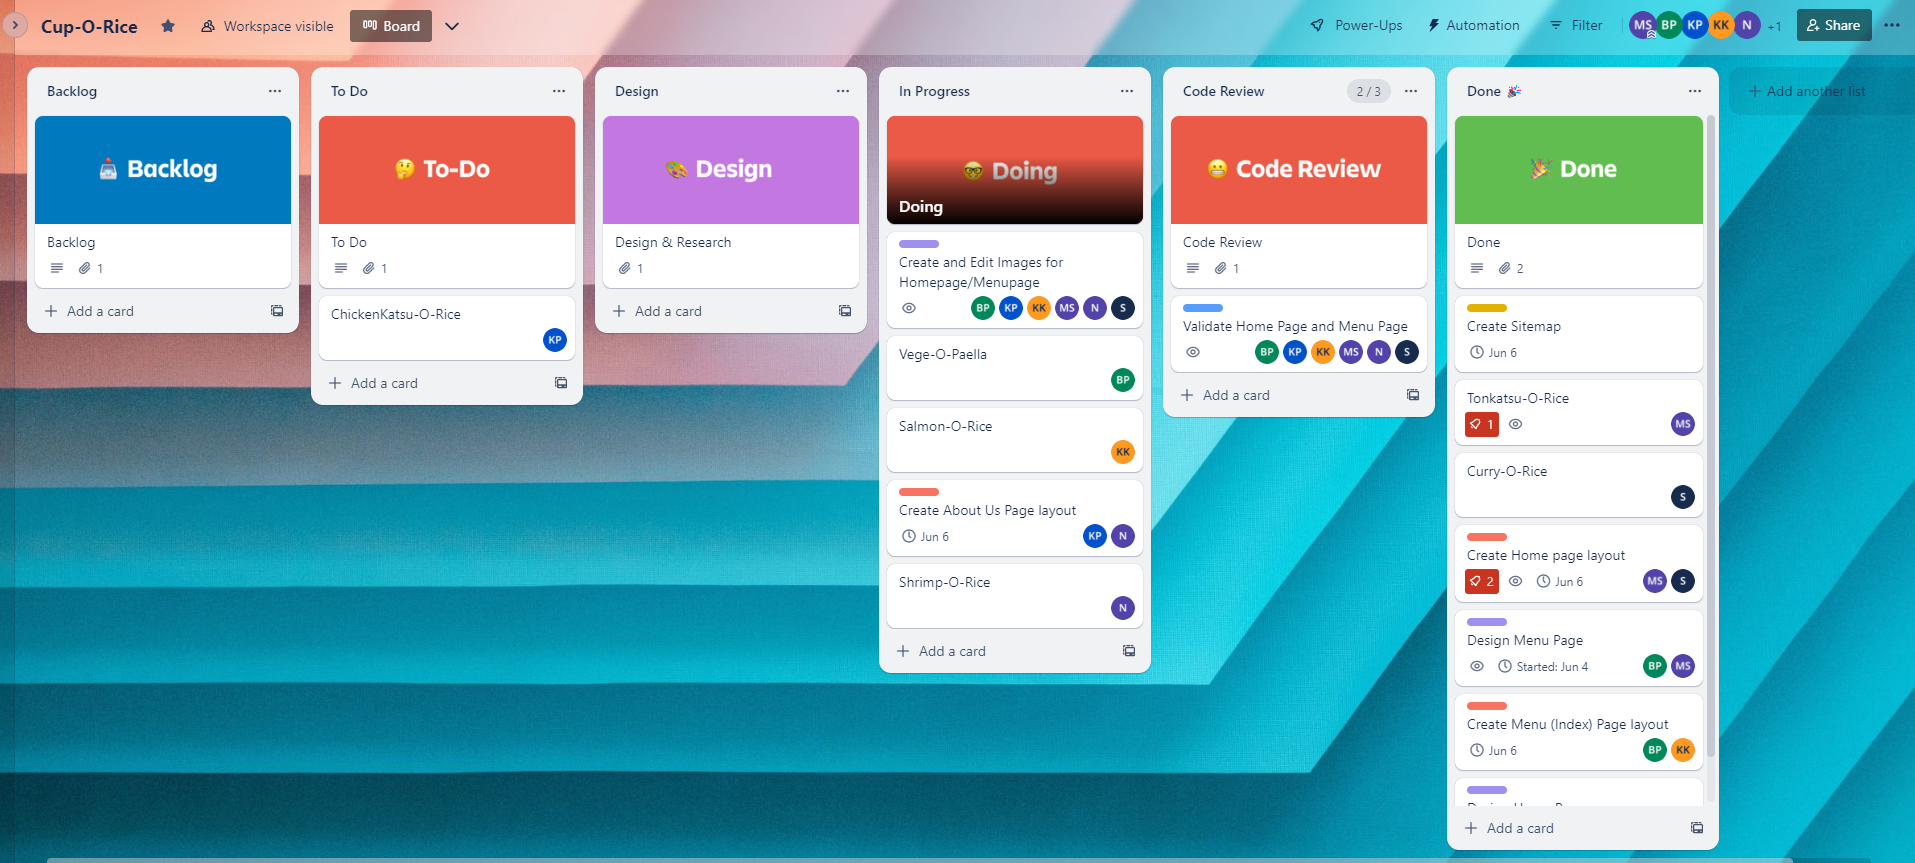 Cup-O-Rice
Workspace visible
Board
Power-Ups
Automation
Filter
MS
BP
KP
KK
N
+1
Share
Backlog
Backlog
Backlog
1
Add a card
To Do
To-Do
To Do
1
ChickenKatsu-O-Rice
KP
Add a card
Design
Design
Design & Research
1
Add a card
In Progress
Doing
Doing
Create and Edit Images for
Homepage/Menupage
BP KP KK MS N S
Vege-O-Paella
BP
Salmon-O-Rice
KK
Create About Us Page layout
Jun 6
KP N
Shrimp-O-Rice
N
Add a card
Code Review
2 / 3
Code Review
Code Review
1
Validate Home Page and Menu Page
BP KP KK MS N S
Add a card
Done
Done
Done
2
Create Sitemap
Jun 6
Tonkatsu-O-Rice
1
MS
Curry-O-Rice
S
Create Home page layout
2
Jun 6
MS S
Design Menu Page
Started: Jun 4
BP MS
Create Menu (Index) Page layout
Jun 6
BP KK
Add a card
Add another list